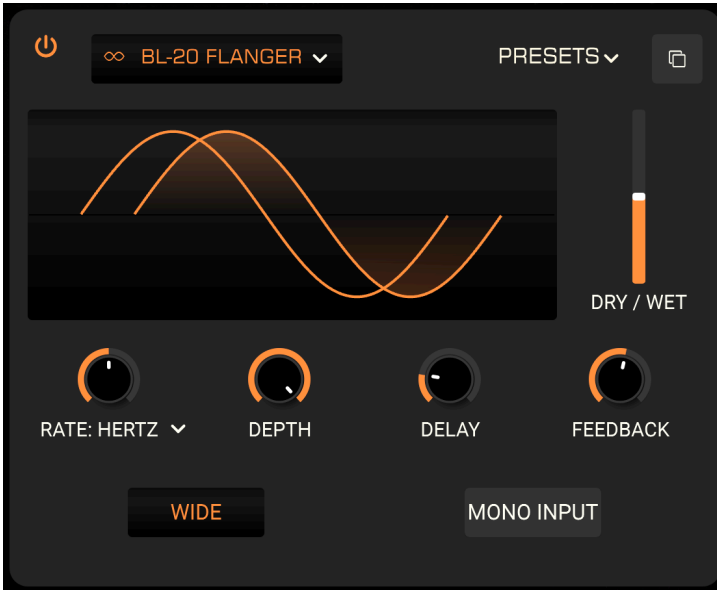 BL-20 FLANGER
PRESETS
DRY / WET
RATE: HERTZ
DEPTH
DELAY
FEEDBACK
WIDE
MONO INPUT